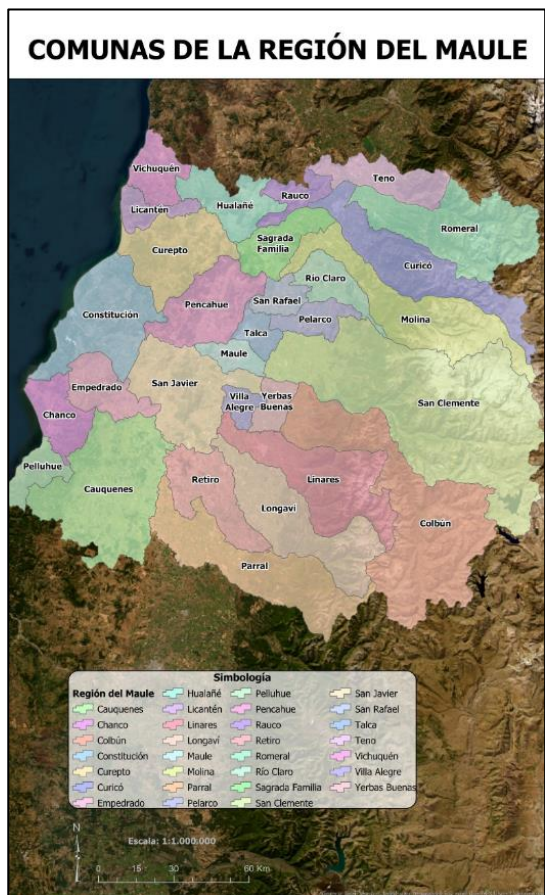 COMUNAS DE LA REGIÓN DEL MAULE
Vichuquén
Teno
Licantén
Hualañé
Rauco
Romeral
Curepto
Sagrada
Familia
Curicó
Río Claro
San Rafael
Pencahue
Constitución
Pelarco
Molina
Talca
Maule
Empedrado
San Javier
Villa
Alegre
Yerbas
Buenas
San Clemente
Chanco
Pelluhue
Cauquenes
Retiro
Linares
Longaví
Colbún
Parral
Simbología
Región del Maule
Cauquenes
Chanco
Colbún
Constitución
Curepto
Curicó
Empedrado
Hualañé
Licantén
Linares
Longaví
Maule
Molina
Parral
Pelarco
Pelluhue
Pencahue
Rauco
Retiro
Romeral
Río Claro
Sagrada Familia
San Clemente
San Javier
San Rafael
Talca
Teno
Vichuquén
Villa Alegre
Yerbas Buenas
N
Escala: 1:1.000.000
0 30 60 Km